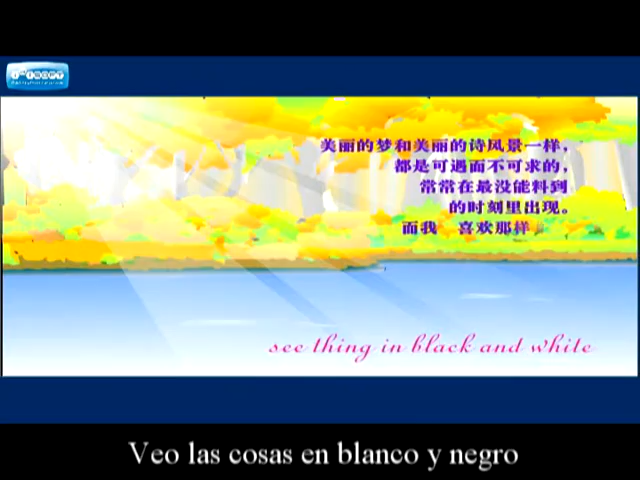 美丽的梦和美丽的诗风景一样,
都是可遇而不可求的,
常常在最没能料到
的时刻里出现。
而我 喜欢那样
see thing in black and white
Veo las cosas en blanco y negro